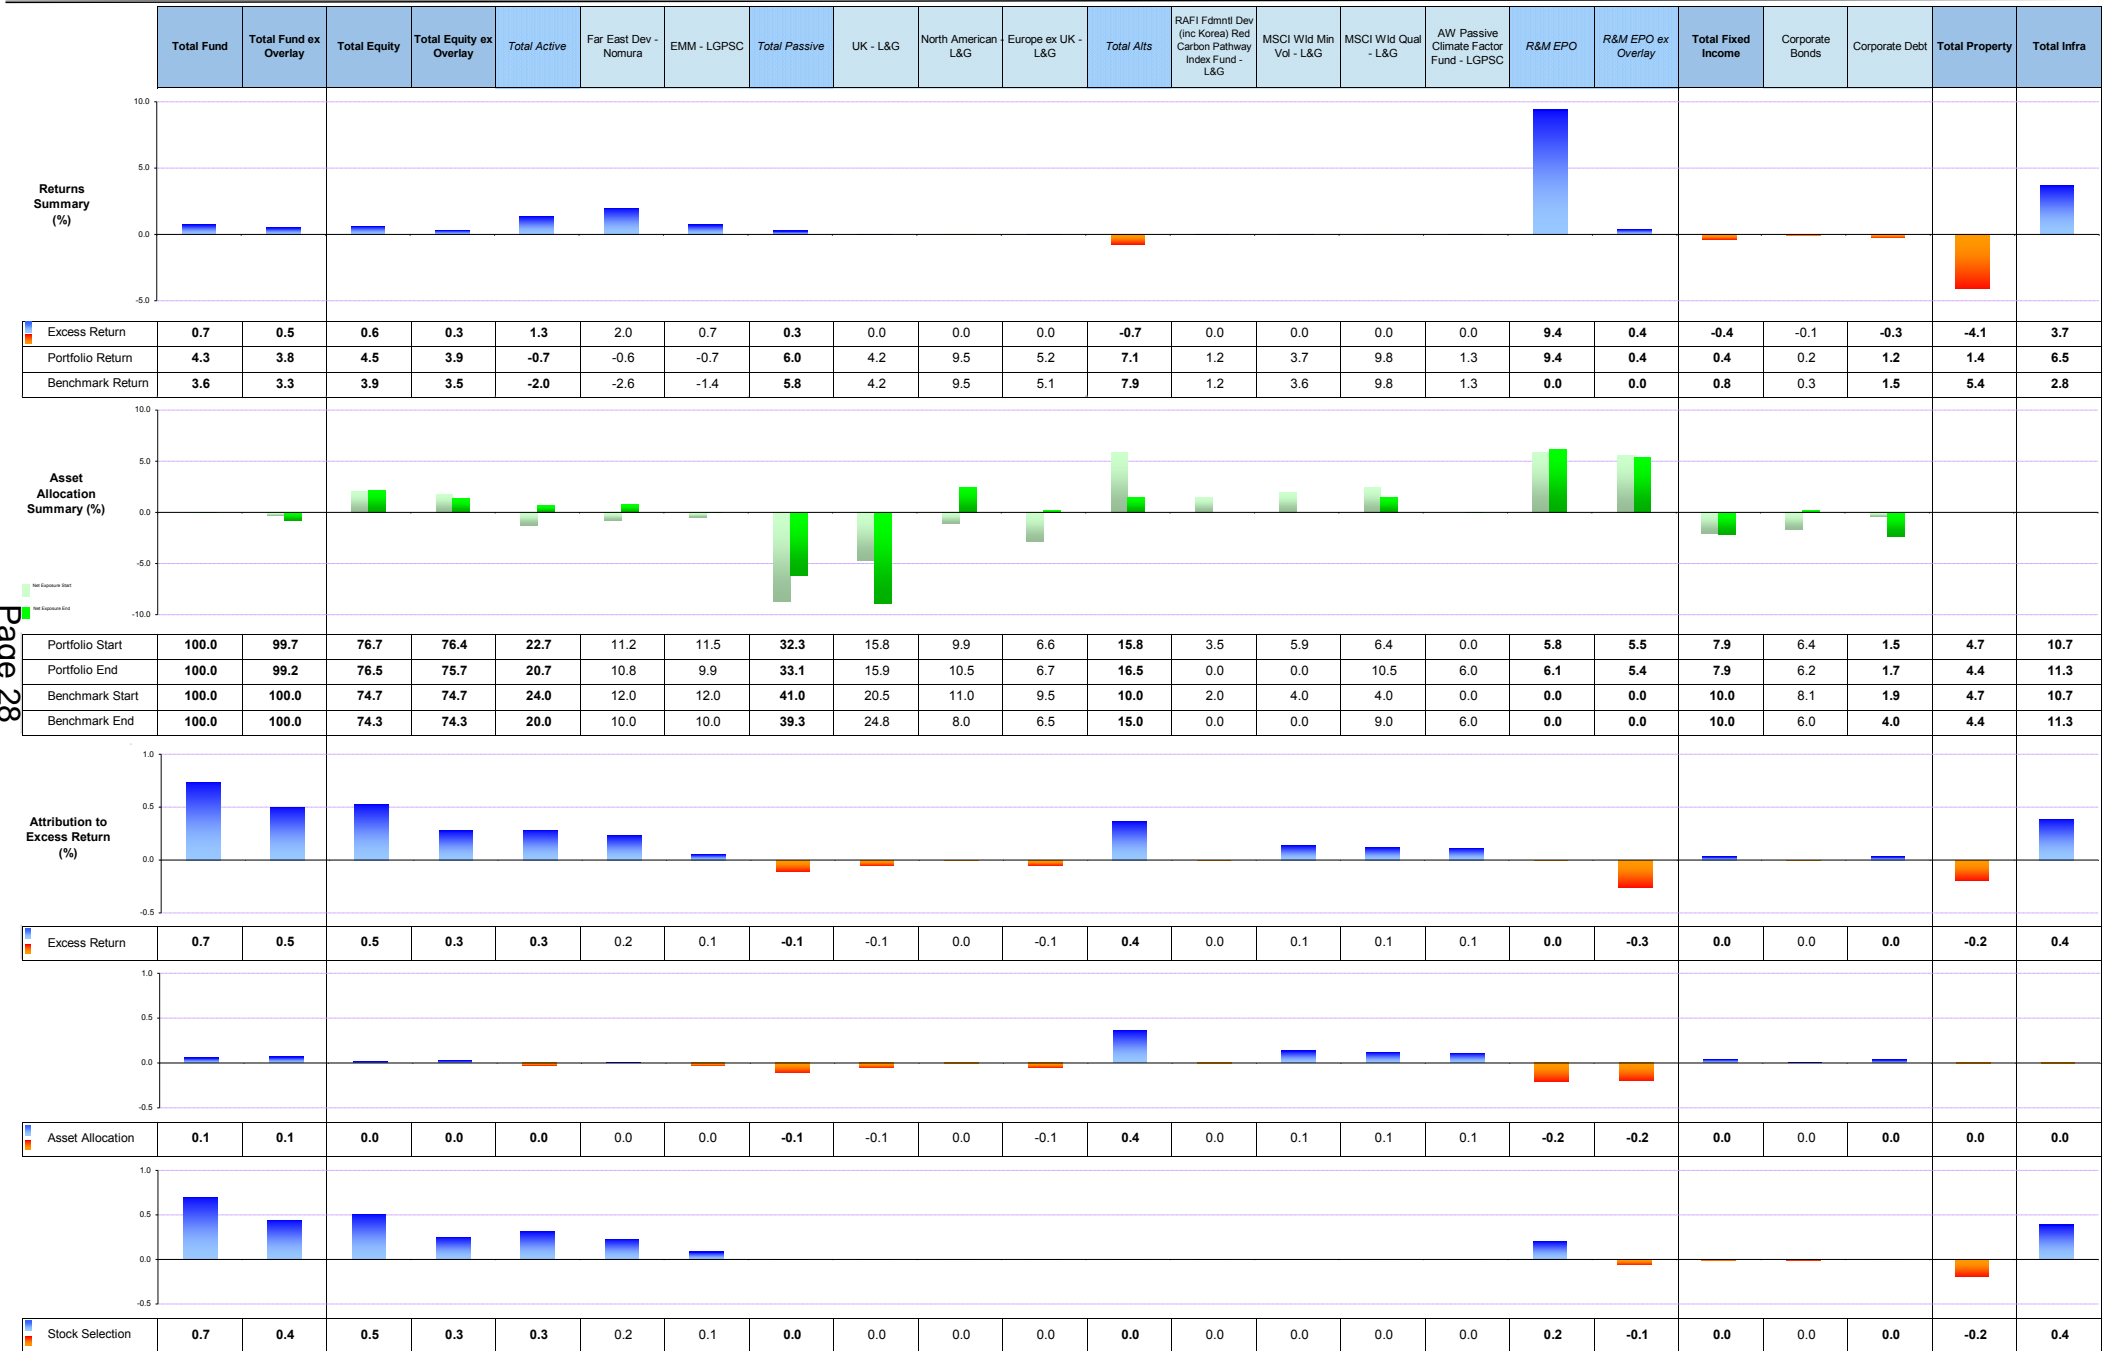 Total Fund
Total Fund ex Overlay
Total Equity
Total Equity ex Overlay
Total Active
Far East Dev - Nomura
EMM - LGPSC
Total Passive
UK - L&G
North American - L&G
Europe ex UK - L&G
Total Alts
RAFI Fdmntl Dev (inc Korea) Red Carbon Pathway Index Fund - L&G
MSCI Wld Min Vol - L&G
MSCI Wld Qual - L&G
AW Passive Climate Factor Fund - LGPSC
R&M EPO
R&M EPO ex Overlay
Total Fixed Income
Corporate Bonds
Corporate Debt
Total Property
Total Infra
Returns Summary (%)
10.0
5.0
0.0
-5.0
Excess Return 0.7 0.5 0.6 0.3 1.3 2.0 0.7 0.3 0.0 0.0 0.0 -0.7 0.0 0.0 0.0 0.0 9.4 0.4 -0.4 -0.1 -0.3 -4.1 3.7
Portfolio Return 4.3 3.8 4.5 3.9 -0.7 -0.6 -0.7 6.0 4.2 9.5 5.2 7.1 1.2 3.7 9.8 1.3 9.4 0.4 0.4 0.2 1.2 1.4 6.5
Benchmark Return 3.6 3.3 3.9 3.5 -2.0 -2.6 -1.4 5.8 4.2 9.5 5.1 7.9 1.2 3.6 9.8 1.3 0.0 0.0 0.8 0.3 1.5 5.4 2.8
Asset Allocation Summary (%)
10.0
5.0
0.0
-5.0
-10.0
Net Exposure Start
Net Exposure End
Portfolio Start 100.0 99.7 76.7 76.4 22.7 11.2 11.5 32.3 15.8 9.9 6.6 15.8 3.5 5.9 6.4 0.0 5.8 5.5 7.9 6.4 1.5 4.7 10.7
Portfolio End 100.0 99.2 76.5 75.7 20.7 10.8 9.9 33.1 15.9 10.5 6.7 16.5 0.0 0.0 10.5 6.0 6.1 5.4 7.9 6.2 1.7 4.4 11.3
Benchmark Start 100.0 100.0 74.7 74.7 24.0 12.0 12.0 41.0 20.5 11.0 9.5 10.0 2.0 4.0 4.0 0.0 0.0 0.0 10.0 8.1 1.9 4.7 10.7
Benchmark End 100.0 100.0 74.3 74.3 20.0 10.0 10.0 39.3 24.8 8.0 6.5 15.0 0.0 0.0 9.0 6.0 0.0 0.0 10.0 6.0 4.0 4.4 11.3
Page 28
Attribution to Excess Return (%)
1.0
0.5
0.0
-0.5
Excess Return 0.7 0.5 0.5 0.3 0.3 0.2 0.1 -0.1 -0.1 0.0 -0.1 0.4 0.0 0.1 0.1 0.1 0.0 -0.3 0.0 0.0 0.0 -0.2 0.4
1.0
0.5
0.0
-0.5
Asset Allocation 0.1 0.1 0.0 0.0 0.0 0.0 0.0 -0.1 -0.1 0.0 -0.1 0.4 0.0 0.1 0.1 0.1 -0.2 -0.2 0.0 0.0 0.0 0.0 0.0
1.0
0.5
0.0
-0.5
Stock Selection 0.7 0.4 0.5 0.3 0.3 0.2 0.1 0.0 0.0 0.0 0.0 0.0 0.0 0.0 0.0 0.0 0.2 -0.1 0.0 0.0 0.0 -0.2 0.4